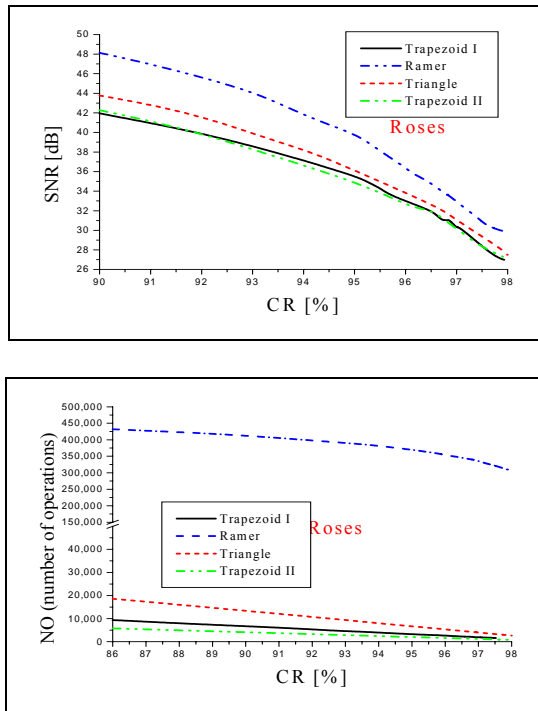 50
48
46
44
42
40
38
36
34
32
30
28
26
SNR [dB]
Trapezoid I
Ramer
Triangle
Trapezoid II
Roses
90 91 92 93 94 95 96 97 98
CR [%]
500,000
450,000
400,000
350,000
300,000
250,000
200,000
150,000
40,000
30,000
20,000
10,000
0
NO (number of operations)
Trapezoid I
Ramer
Triangle
Trapezoid II
Roses
86 87 88 89 90 91 92 93 94 95 96 97 98
CR [%]